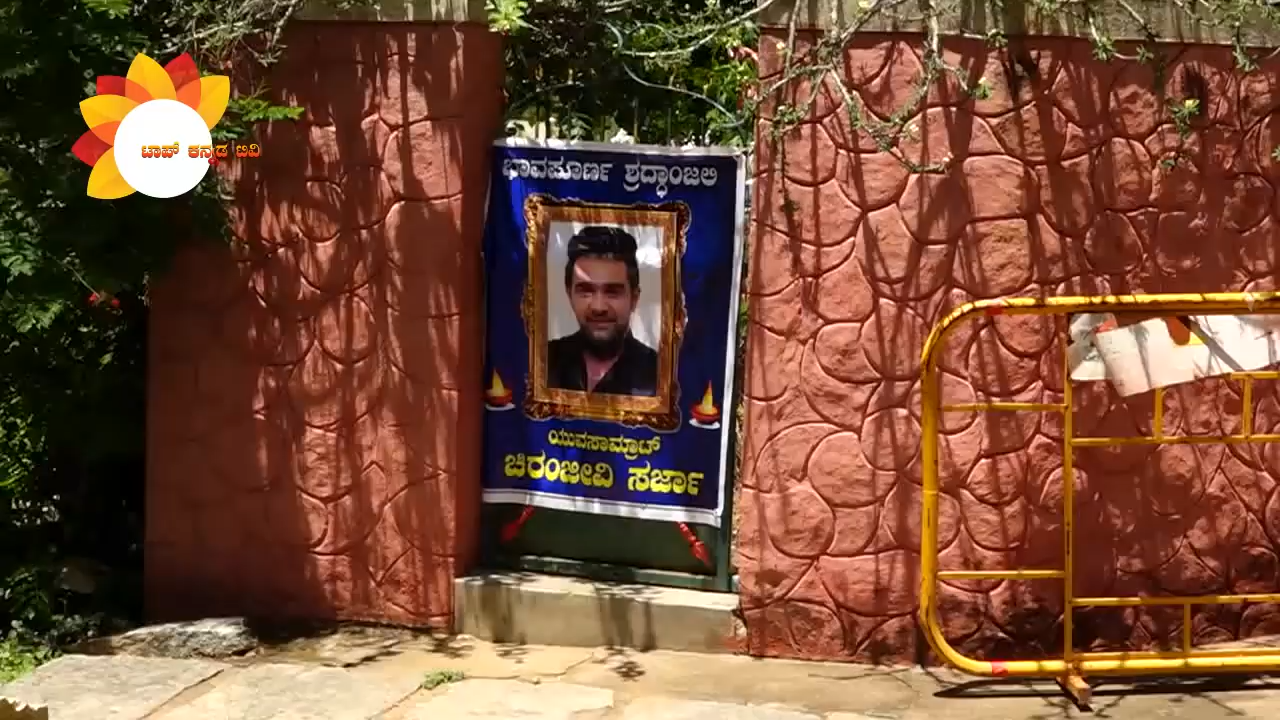 ಟಾಪ್ ಕನ್ನಡ ಟಿವಿ
ಭಾವಪೂರ್ಣ ಶ್ರದ್ಧಾಂಜಲಿ
ಯುವಸಾಮ್ರಾಟ್
ಚಿರಂಜೀವಿ ಸರ್ಜಾ